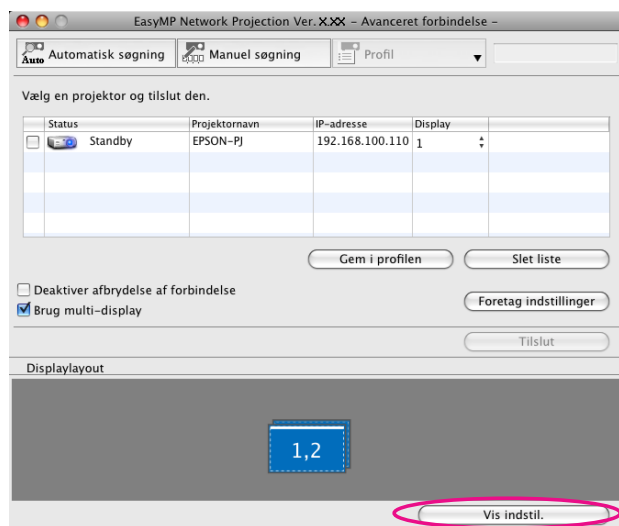 EasyMP Network Projection Ver. X.XX – Avanceret forbindelse –
Auto Automatisk søgning Manuel søgning Profil
Vælg en projektor og tilslut den.
Status Projektornavn IP-adresse Display
Standby EPSON-PJ 192.168.100.110 1
Gem i profilen Slet liste
Deaktiver afbrydelse af forbindelse
Brug multi-display
Foretag indstillinger
Tilslut
Displaylayout
1,2
Vis indstil.